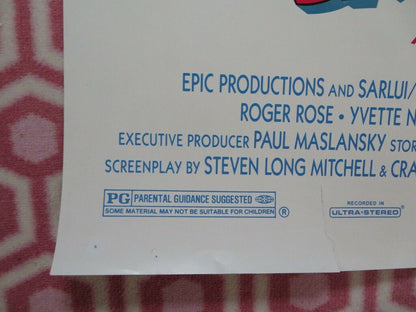 EPIC PRODUCTIONS AND SARLUI/
ROGER ROSE • YVETTE N
EXECUTIVE PRODUCER PAUL MASLANSKY STOR
SCREENPLAY BY STEVEN LONG MITCHELL & CRA
PG PARENTAL GUIDANCE SUGGESTED
SOME MATERIAL MAY NOT BE SUITABLE FOR CHILDREN ®
RECORDED IN
ULTRA-STEREO